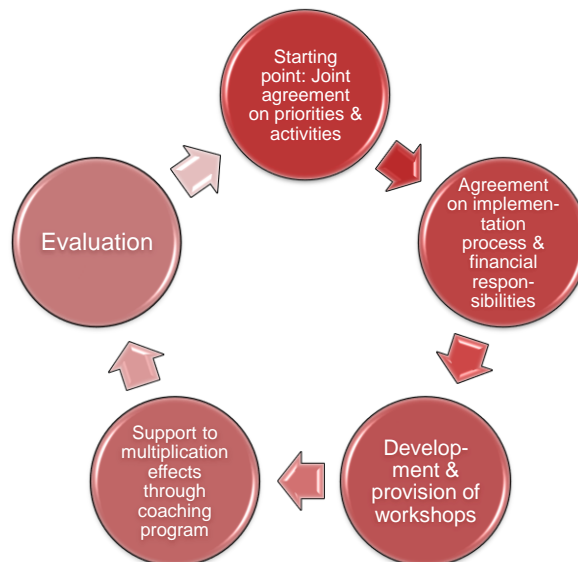 Starting
point: Joint
agreement
on priorities &
activities
Agreement
on implemen-
tation
process &
financial
respon-
sibilities
Develop-
ment &
provision of
workshops
Support to
multiplication
effects
through
coaching
program
Evaluation